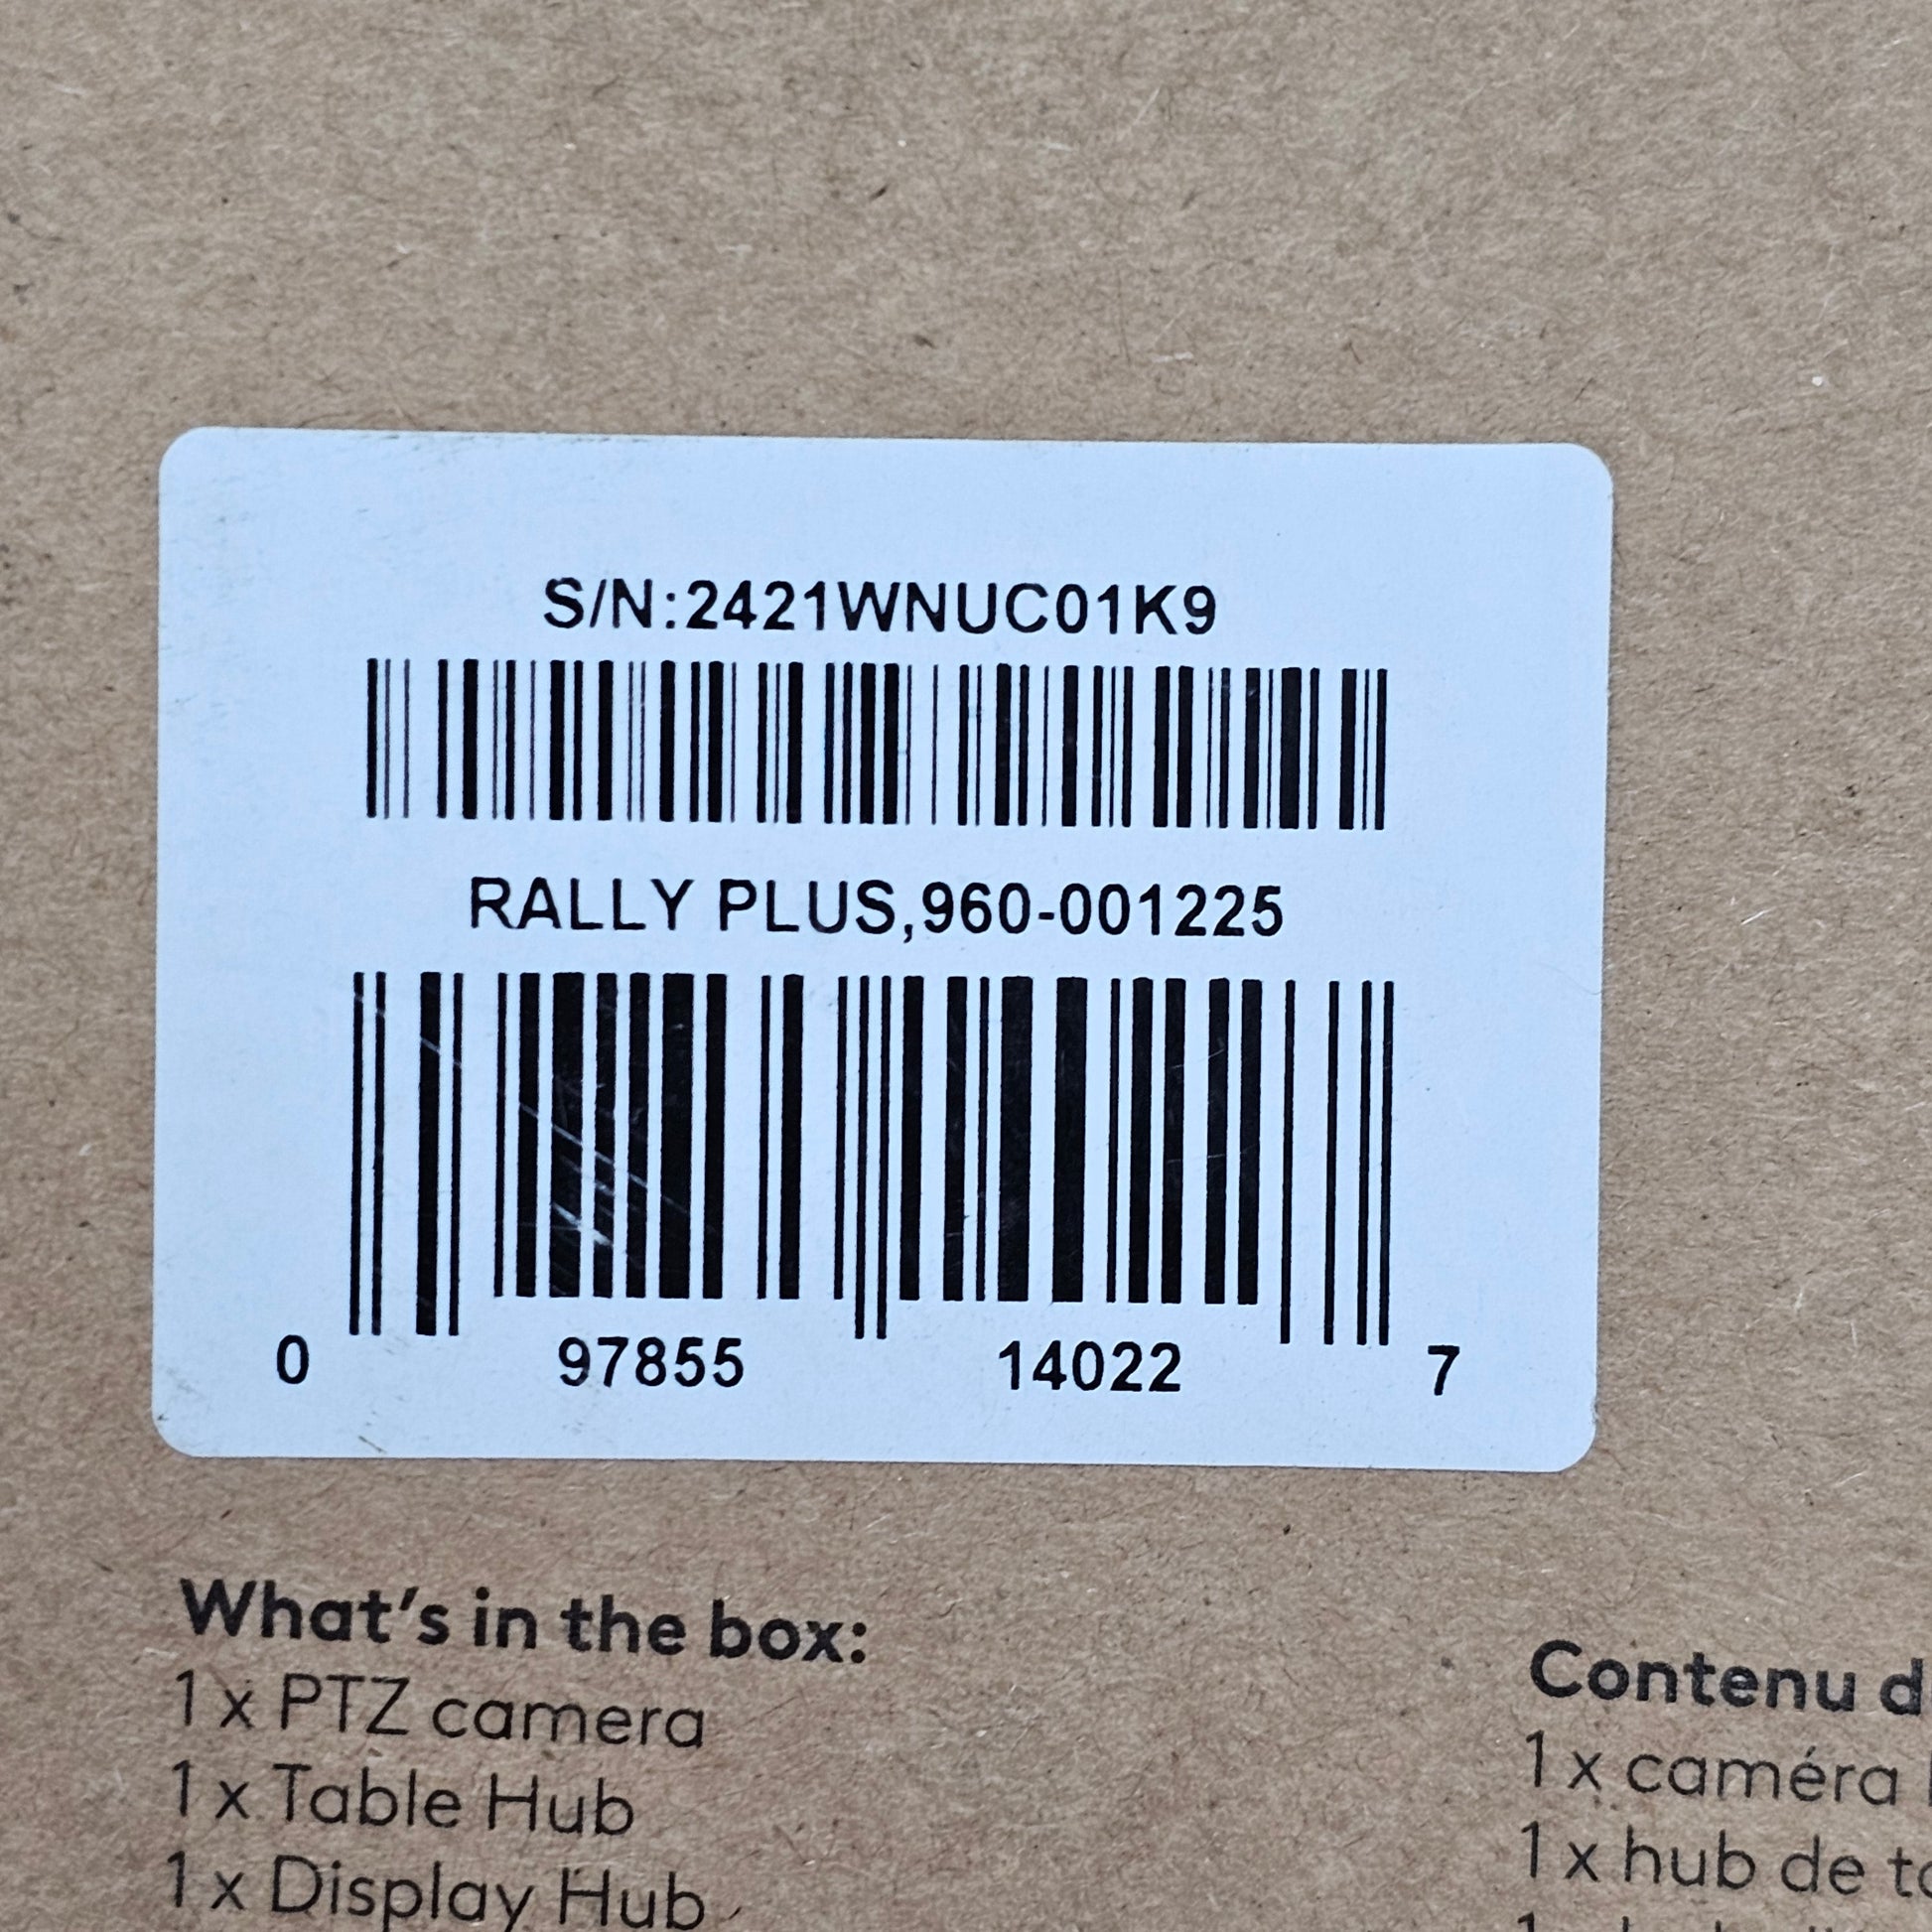 S/N:2421WNUC01K9
RALLY PLUS,960-001225
0 97855 14022 7
What's in the box:
1 x PTZ camera
1 x Table Hub
1 x Display Hub
Contenu d
1 x caméra
1 x hub de